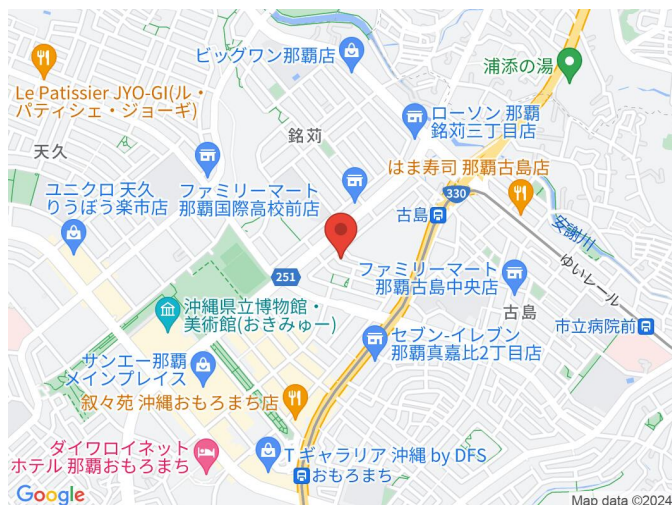 ビッグワン那覇店
浦添の湯
Le Patissier JYO-GI(ル・
パティシェ・ジョーギ)
ローソン 那覇
銘苅三丁目店
銘苅
天久
はま寿司 那覇古島店
ユニクロ 天久
りうぼう楽市店
ファミリーマート
那覇国際高校前店
330
古島
安謝川
ゆいレール
251
ファミリーマート
那覇古島中央店
古島
沖縄県立博物館・
美術館(おきみゅー)
市立病院前
セブン-イレブン
那覇真嘉比2丁目店
サンエー那覇
メインプレイス
叙々苑 沖縄おもろまち店
ダイワロイネット
ホテル 那覇おもろまち
T ギャラリア 沖縄 by DFS
おもろまち
Google
Map data ©2024